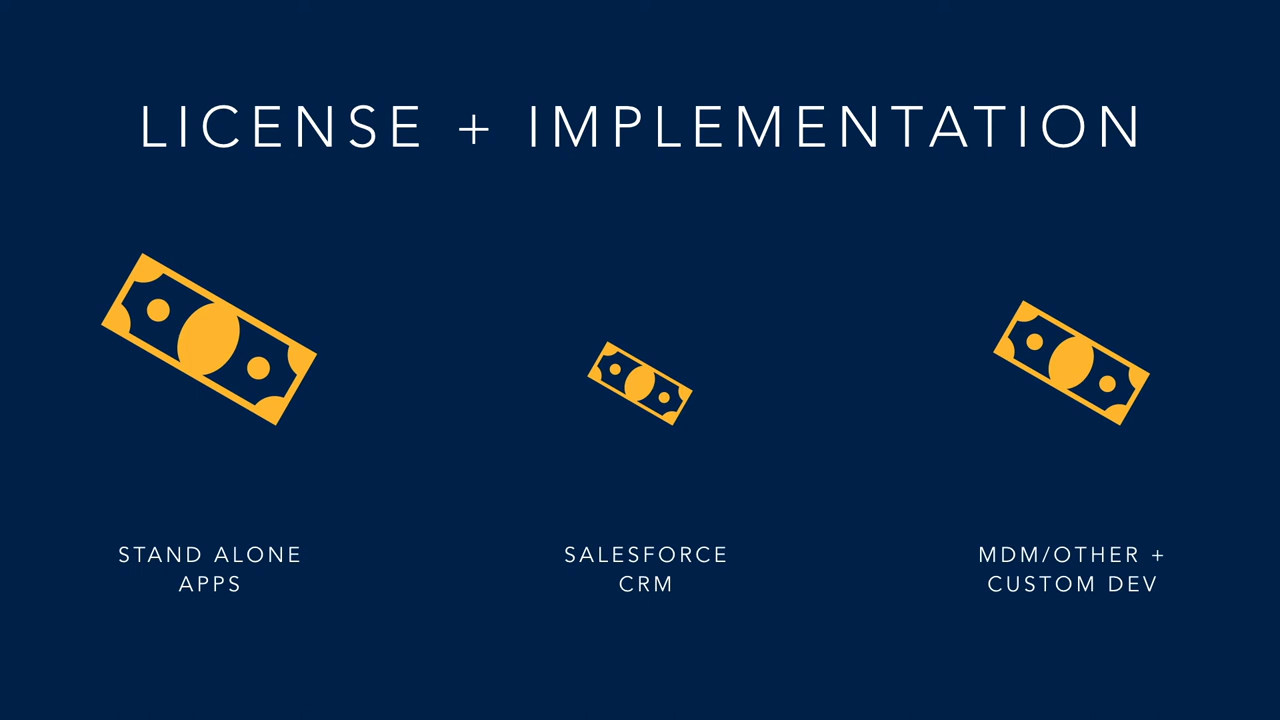 LICENSE + IMPLEMENTATION
STAND ALONE
APPS
SALESFORCE
CRM
MDM/OTHER +
CUSTOM DEV